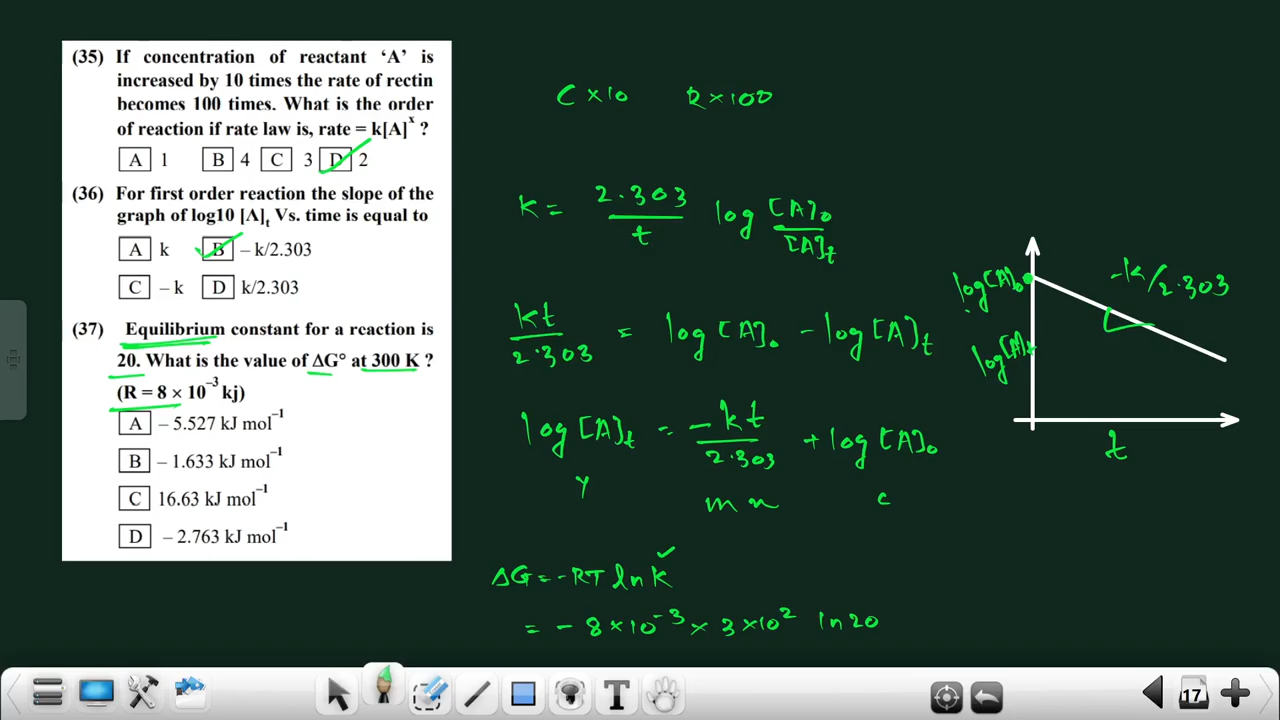 (35) If concentration of reactant ‘A’ is
increased by 10 times the rate of rectin
becomes 100 times. What is the order
of reaction if rate law is, rate = k[A]ˣ ?
A 1 B 4 C 3 D 2
(36) For first order reaction the slope of the
graph of log10 [A]ₜ Vs. time is equal to
A k B – k/2.303
C – k D k/2.303
(37) Equilibrium constant for a reaction is
20. What is the value of ΔG° at 300 K ?
(R = 8 × 10⁻³ kj)
A – 5.527 kJ mol⁻¹
B – 1.633 kJ mol⁻¹
C 16.63 kJ mol⁻¹
D – 2.763 kJ mol⁻¹
C × 10 R × 100
k = 2.303/t log [A]₀/[A]ₜ
kt/2.303 = log [A]₀ – log [A]ₜ
log [A]ₜ = –kt/2.303 + log [A]₀
y m x c
ΔG = –RT ln K
= – 8 × 10⁻³ × 3 × 10² ln 20
log [A]₀
–k/2.303
log [A]ₜ
t
T
17